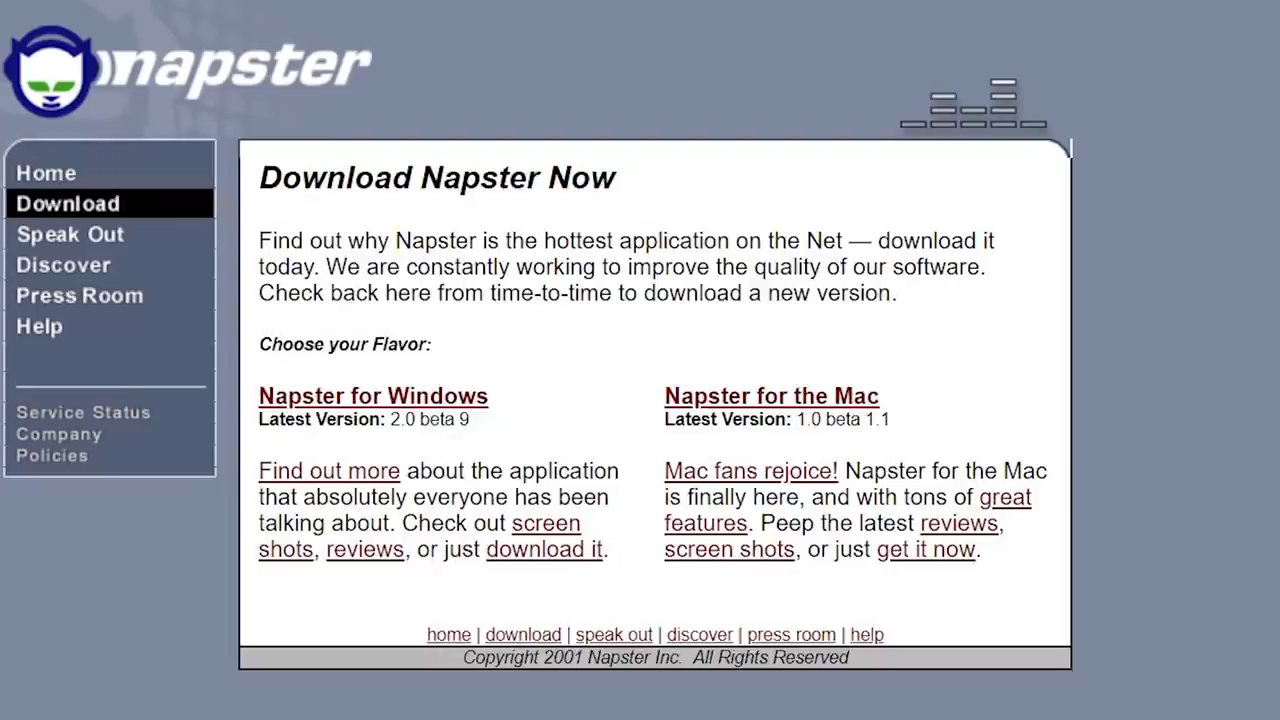 napster
Home
Download
Speak Out
Discover
Press Room
Help
Service Status
Company
Policies
Download Napster Now
Find out why Napster is the hottest application on the Net — download it
today. We are constantly working to improve the quality of our software.
Check back here from time-to-time to download a new version.
Choose your Flavor:
Napster for Windows
Latest Version: 2.0 beta 9
Find out more about the application
that absolutely everyone has been
talking about. Check out screen
shots, reviews, or just download it.
Napster for the Mac
Latest Version: 1.0 beta 1.1
Mac fans rejoice! Napster for the Mac
is finally here, and with tons of great
features. Peep the latest reviews,
screen shots, or just get it now.
home | download | speak out | discover | press room | help
Copyright 2001 Napster Inc. All Rights Reserved